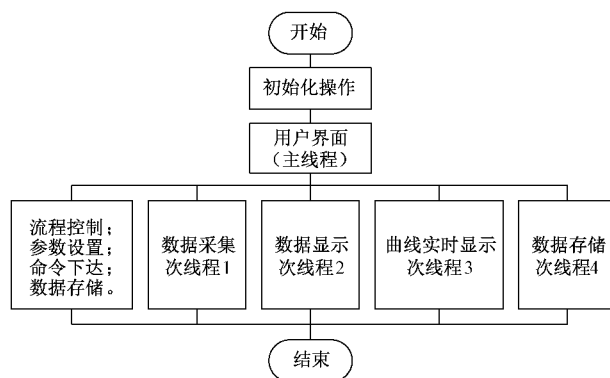 开始
初始化操作
用户界面
（主线程）
流程控制；
参数设置；
命令下达；
数据存储。
数据采集
次线程1
数据显示
次线程2
曲线实时显示
次线程3
数据存储
次线程4
结束